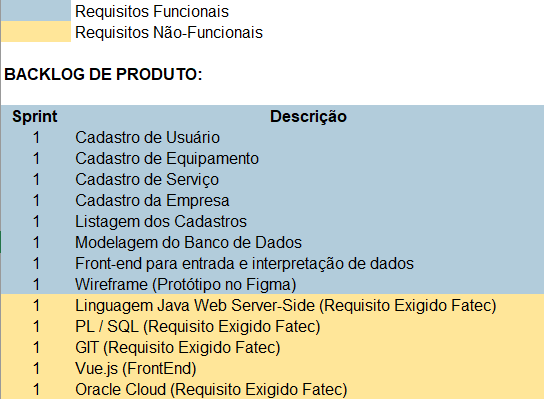 Requisitos Funcionais
Requisitos Não-Funcionais
BACKLOG DE PRODUTO:
Sprint Descrição
1 Cadastro de Usuário
1 Cadastro de Equipamento
1 Cadastro de Serviço
1 Cadastro da Empresa
1 Listagem dos Cadastros
1 Modelagem do Banco de Dados
1 Front-end para entrada e interpretação de dados
1 Wireframe (Protótipo no Figma)
1 Linguagem Java Web Server-Side (Requisito Exigido Fatec)
1 PL / SQL (Requisito Exigido Fatec)
1 GIT (Requisito Exigido Fatec)
1 Vue.js (FrontEnd)
1 Oracle Cloud (Requisito Exigido Fatec)